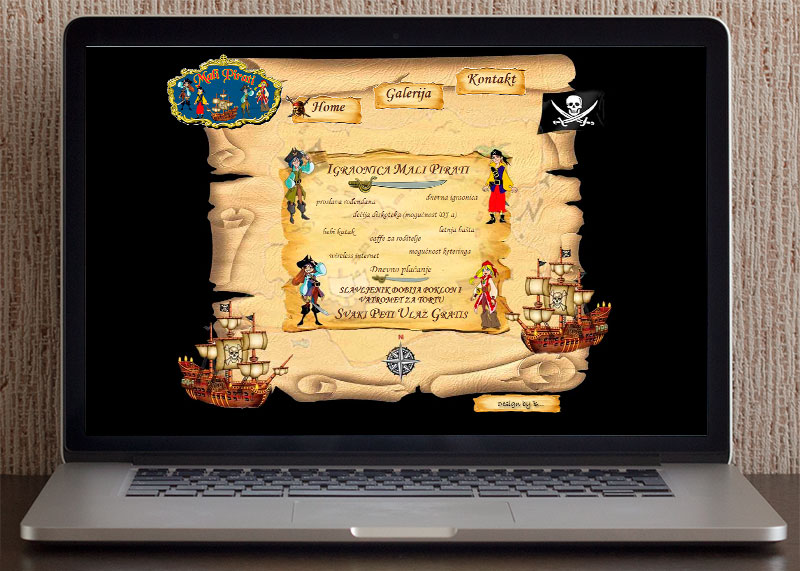 Mali Pirati
Home
Galerija
Kontakt
IGRAONICA MALI PIRATI
proslava rođendana
dnevna igraonica
dečija diskoteka (mogućnost DJ a)
bebi kutak
letnja bašta
caffe za roditelje
wireless internet
mogućnost keteringa
Dnevno plaćanje
SLAVLJENIK DOBIJA POKLON I
VATROMET ZA TORTU
SVAKI PETI ULAZ GRATIS
N
Design by B...